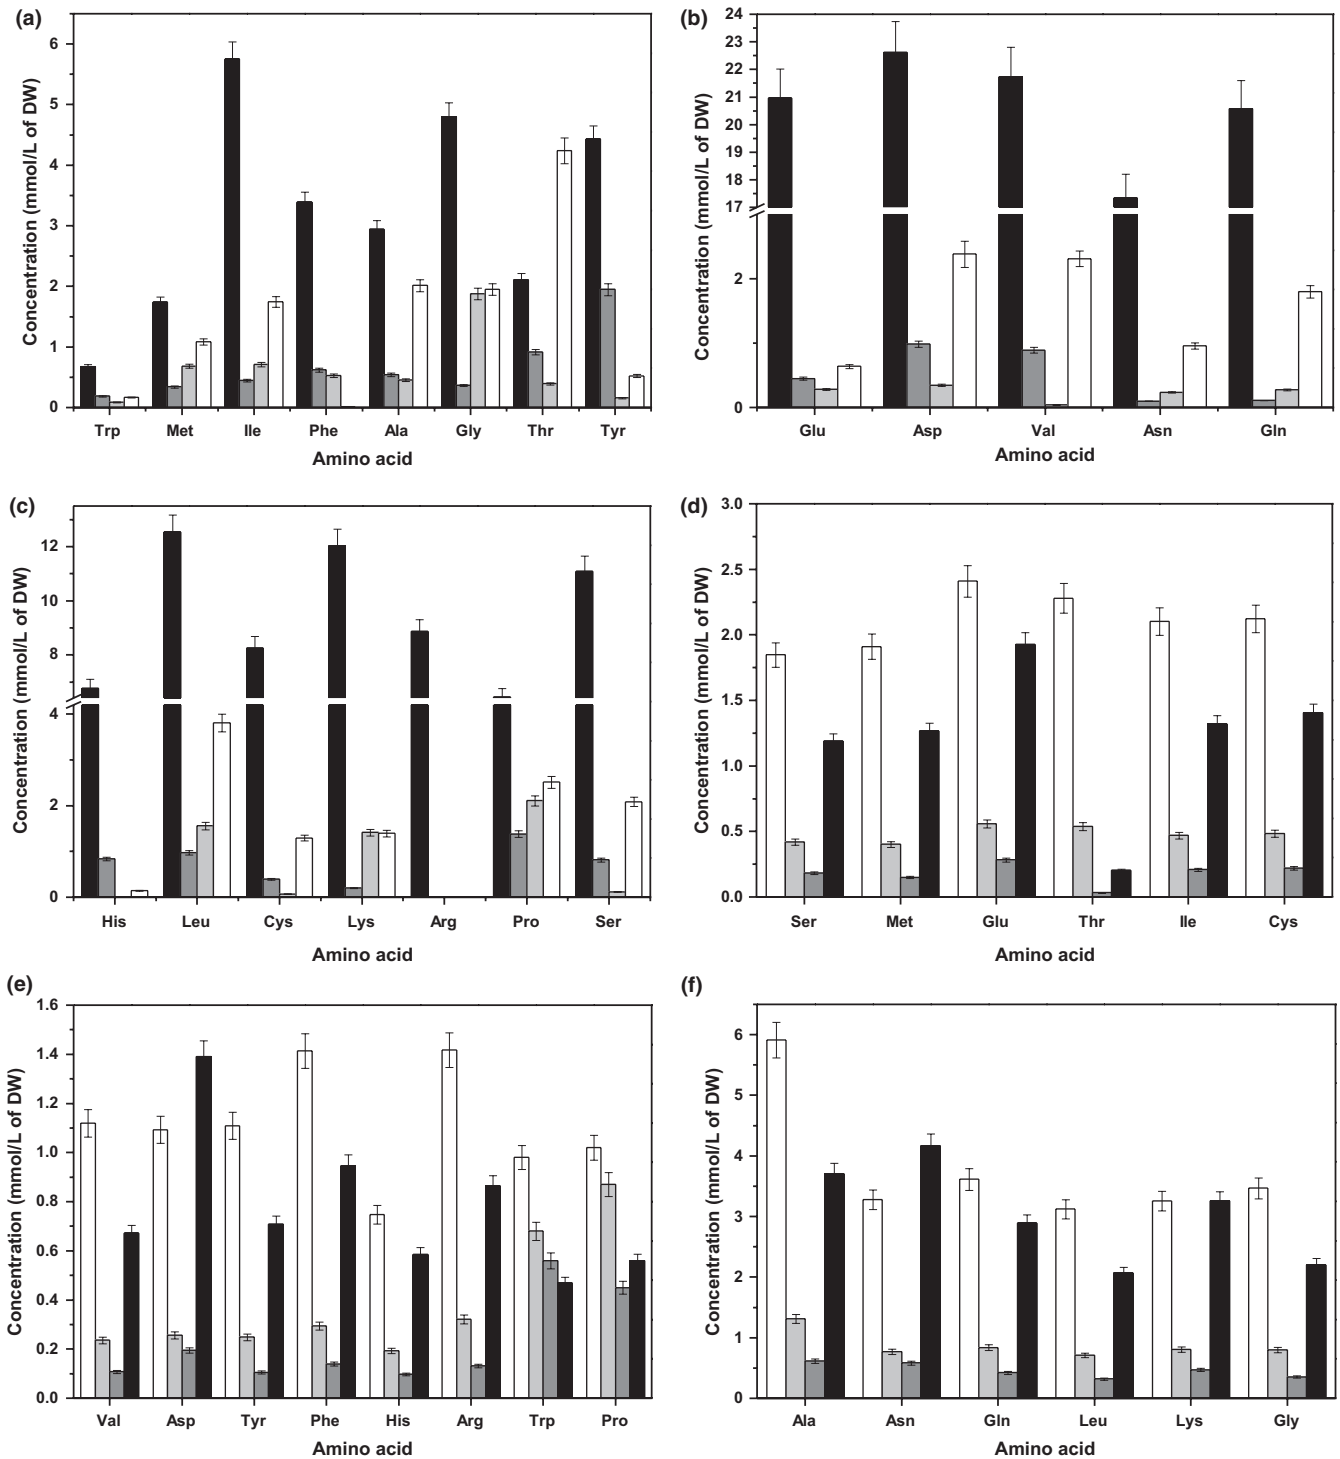 (a)
Concentration (mmol/L of DW)
6
5
4
3
2
1
0
Trp Met Ile Phe Ala Gly Thr Tyr
Amino acid
(b)
Concentration (mmol/L of DW)
24
23
22
21
20
19
18
17
2
0
Glu Asp Val Asn Gln
Amino acid
(c)
Concentration (mmol/L of DW)
12
10
8
4
2
0
His Leu Cys Lys Arg Pro Ser
Amino acid
(d)
Concentration (mmol/L of DW)
3.0
2.5
2.0
1.5
1.0
0.5
0.0
Ser Met Glu Thr Ile Cys
Amino acid
(e)
Concentration (mmol/L of DW)
1.6
1.4
1.2
1.0
0.8
0.6
0.4
0.2
0.0
Val Asp Tyr Phe His Arg Trp Pro
Amino acid
(f)
Concentration (mmol/L of DW)
6
5
4
3
2
1
0
Ala Asn Gln Leu Lys Gly
Amino acid